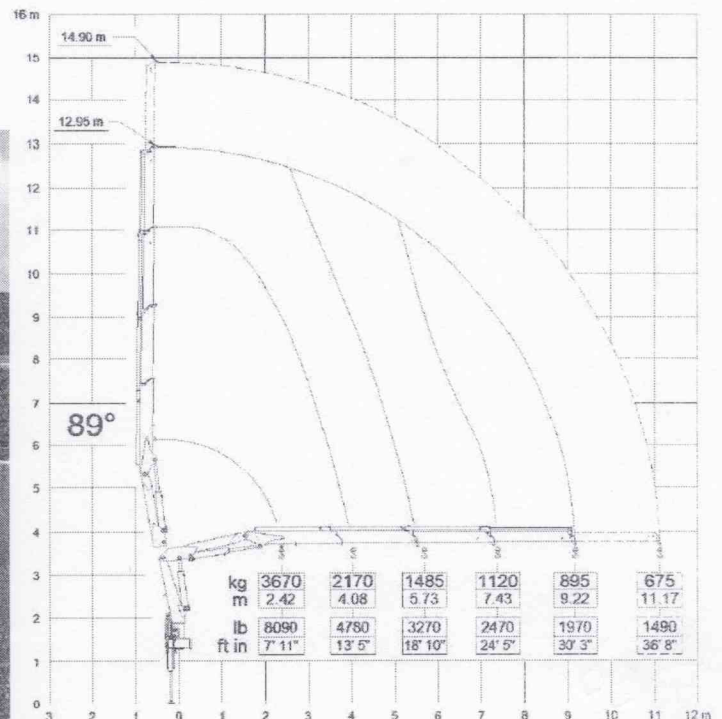 16 m
14.90 m
15
14
12.95 m
13
12
11
10
9
8
7
89°
6
5
4
3
kg 3670 2170 1485 1120 895 675
m 2.42 4.08 5.73 7.43 9.22 11.17
2
lb 8090 4780 3270 2470 1970 1490
ft in 7' 11" 13' 5" 18' 10" 24' 5" 30' 3" 36' 8"
1
0
3 2 1 0 1 2 3 4 5 6 7 8 9 10 11 12 m